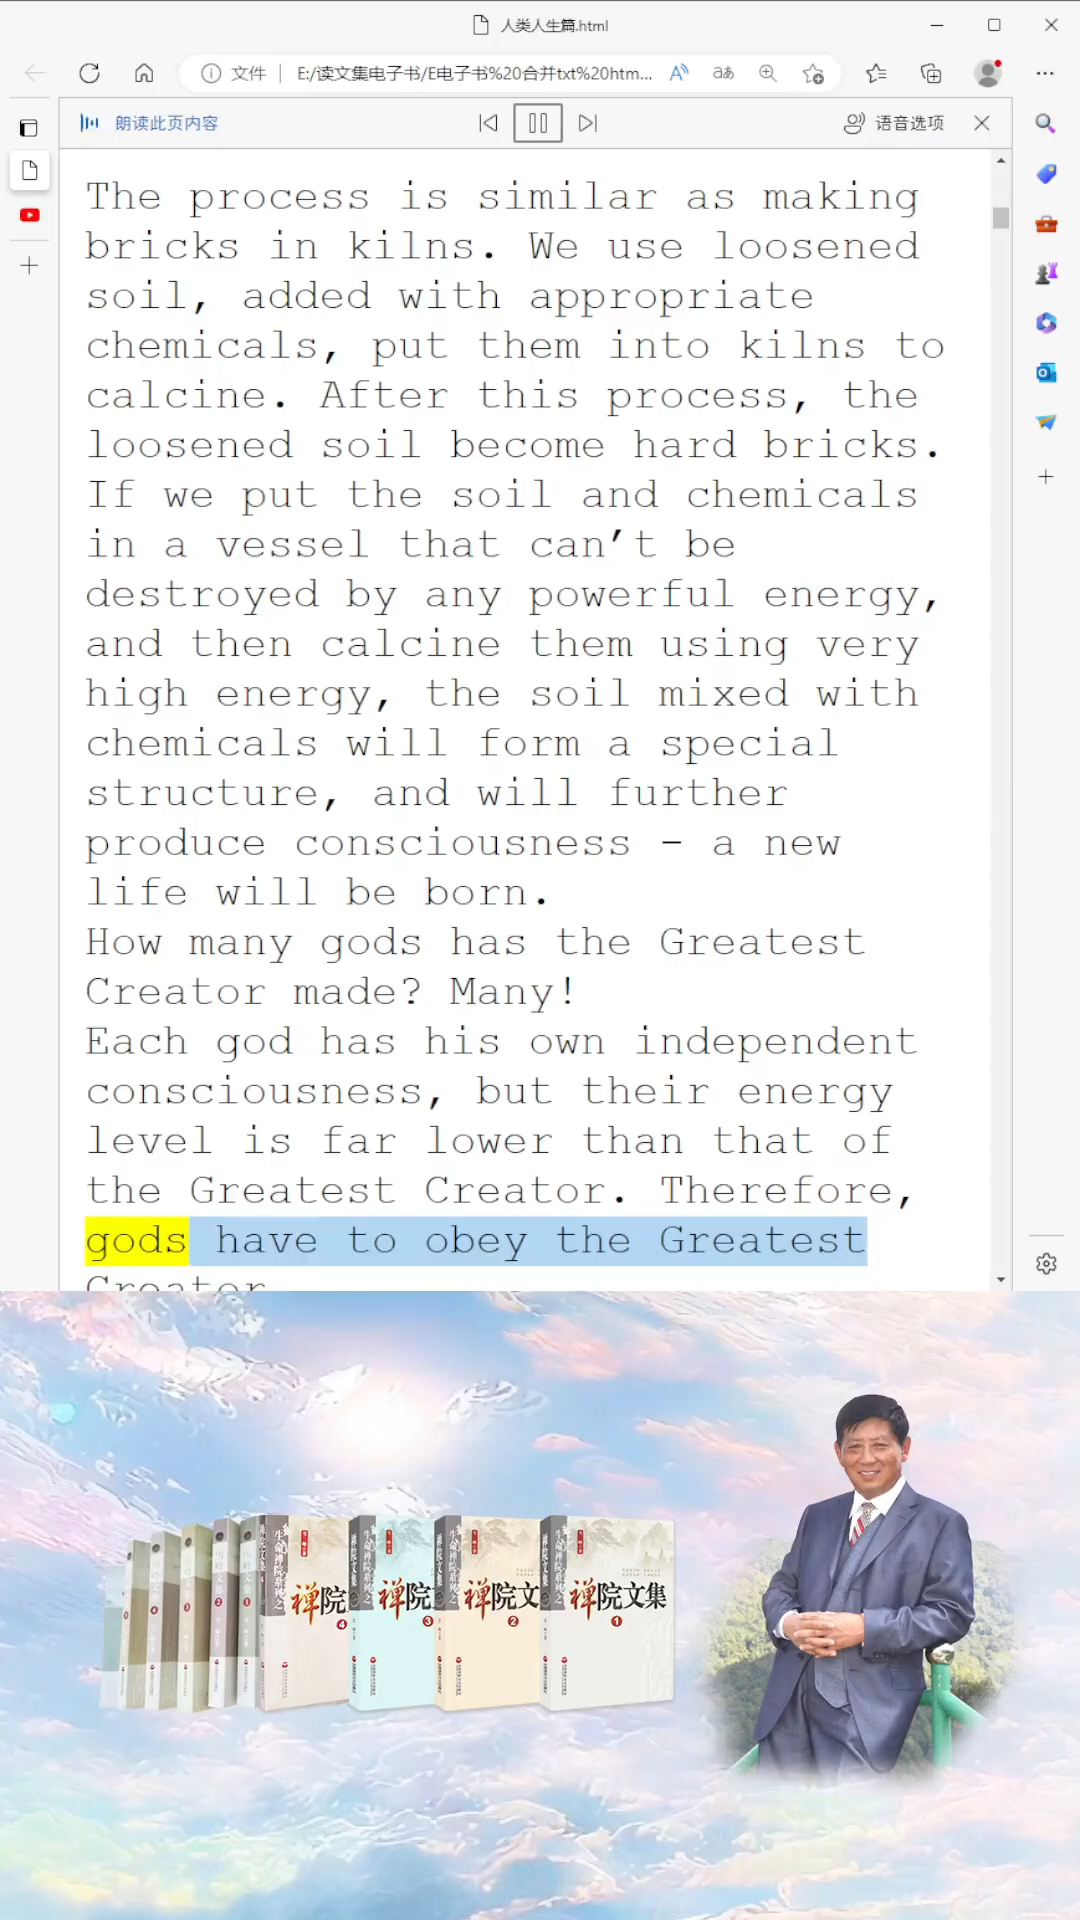 人类人生篇.html
文件
E:/读文集电子书/E电子书%20合并txt%20htm...
朗读此页内容
语音选项
The process is similar as making
bricks in kilns. We use loosened
soil, added with appropriate
chemicals, put them into kilns to
calcine. After this process, the
loosened soil become hard bricks.
If we put the soil and chemicals
in a vessel that can’t be
destroyed by any powerful energy,
and then calcine them using very
high energy, the soil mixed with
chemicals will form a special
structure, and will further
produce consciousness – a new
life will be born.
How many gods has the Greatest
Creator made? Many!
Each god has his own independent
consciousness, but their energy
level is far lower than that of
the Greatest Creator. Therefore,
gods have to obey the Greatest
Creator
禅院
4
禅院
3
禅院文
2
禅院文集
1